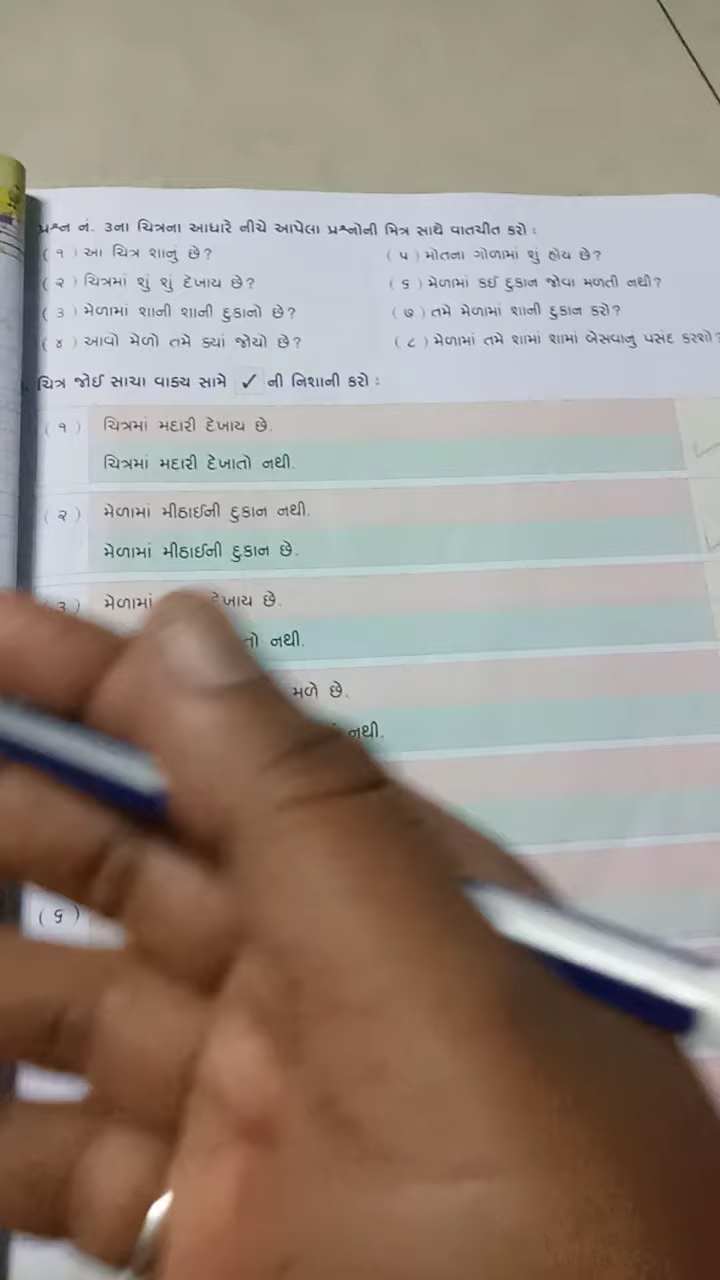 પ્રશ્ન નં. 3ના ચિત્રના આધારે નીચે આપેલા પ્રશ્નોની મિત્ર સાથે વાતચીત કરો :
( ૧ ) આ ચિત્ર શાનું છે?
( ૫ ) મોતના ગોળામાં શું હોય છે?
( ૨ ) ચિત્રમાં શું શું દેખાય છે?
( ૬ ) મેળામાં કઈ દુકાન જોવા મળતી નથી?
( ૩ ) મેળામાં શાની શાની દુકાનો છે?
( ૭ ) તમે મેળામાં શાની દુકાન કરો?
( ૪ ) આવો મેળો તમે ક્યાં જોયો છે?
( ૮ ) મેળામાં તમે શામાં શામાં બેસવાનું પસંદ કરશો?
ચિત્ર જોઈ સાચા વાક્ય સામે ✓ ની નિશાની કરો :
( ૧ ) ચિત્રમાં મદારી દેખાય છે.
ચિત્રમાં મદારી દેખાતો નથી.
( ૨ ) મેળામાં મીઠાઈની દુકાન નથી.
મેળામાં મીઠાઈની દુકાન છે.
૩ ) મેળામાં દેખાય છે.
તો નથી.
મળે છે.
નથી.
( ૬ )